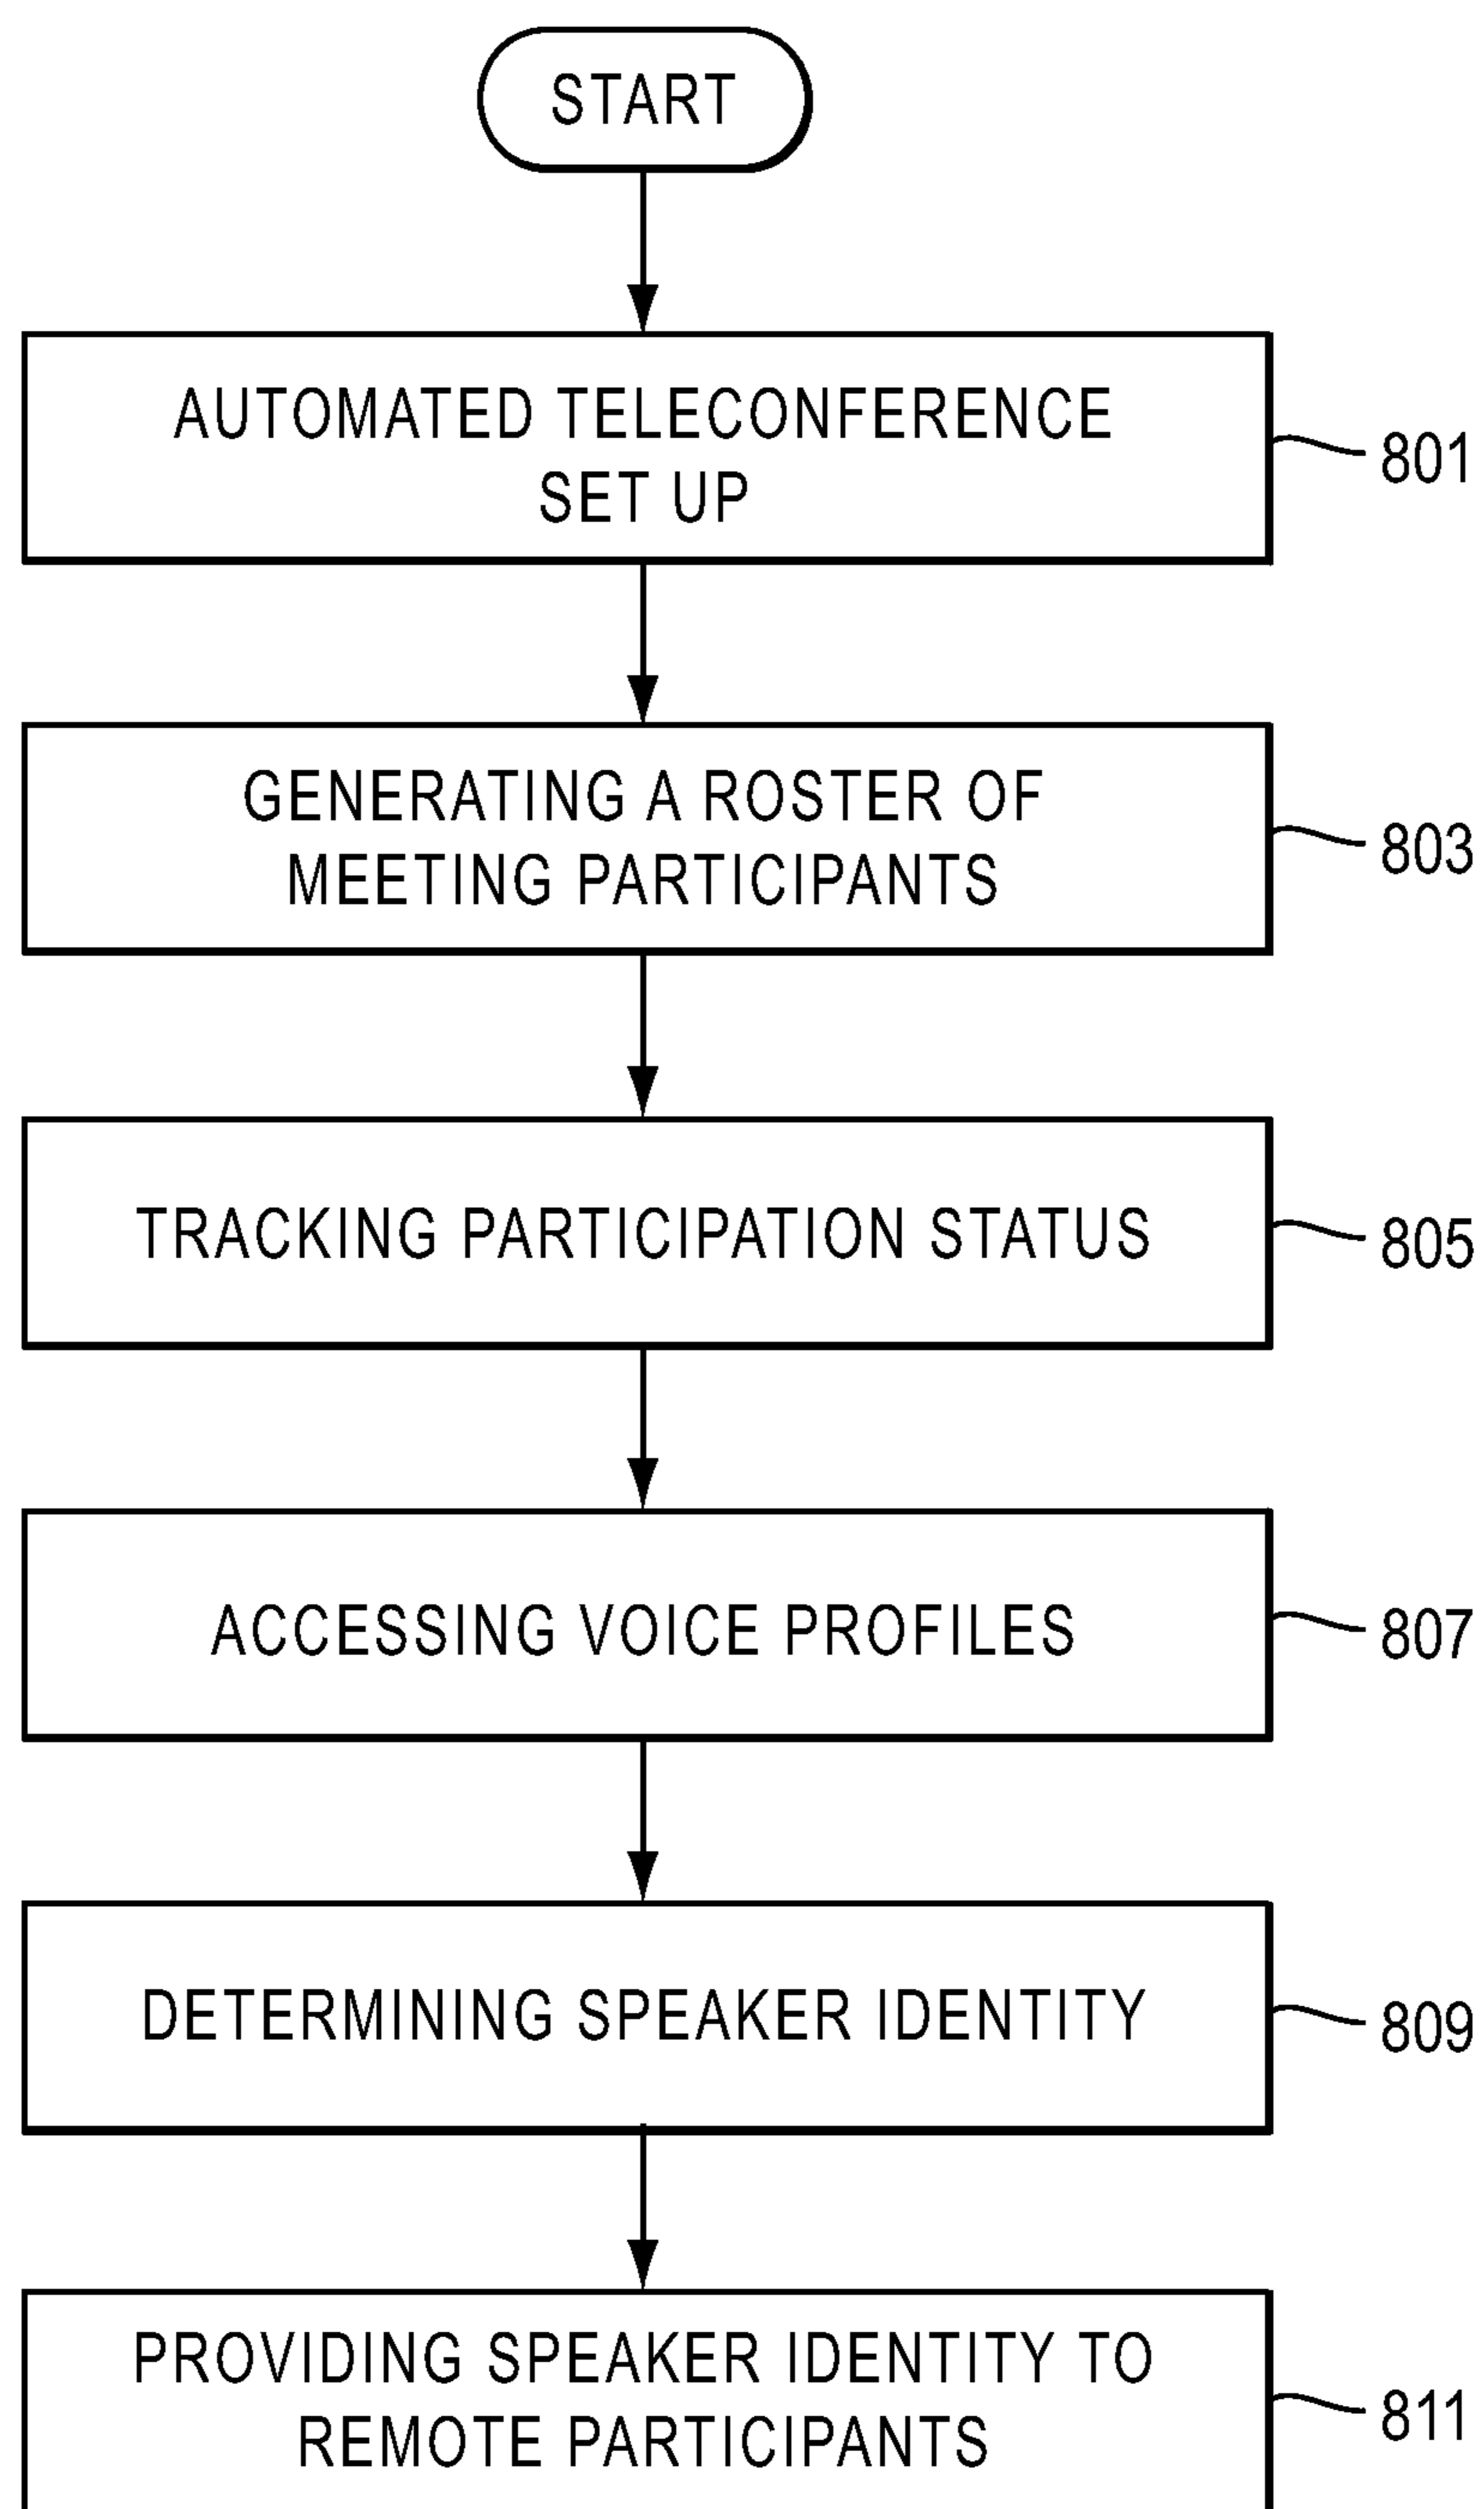 START
AUTOMATED TELECONFERENCE
SET UP
801
GENERATING A ROSTER OF
MEETING PARTICIPANTS
803
TRACKING PARTICIPATION STATUS
805
ACCESSING VOICE PROFILES
807
DETERMINING SPEAKER IDENTITY
809
PROVIDING SPEAKER IDENTITY TO
REMOTE PARTICIPANTS
811